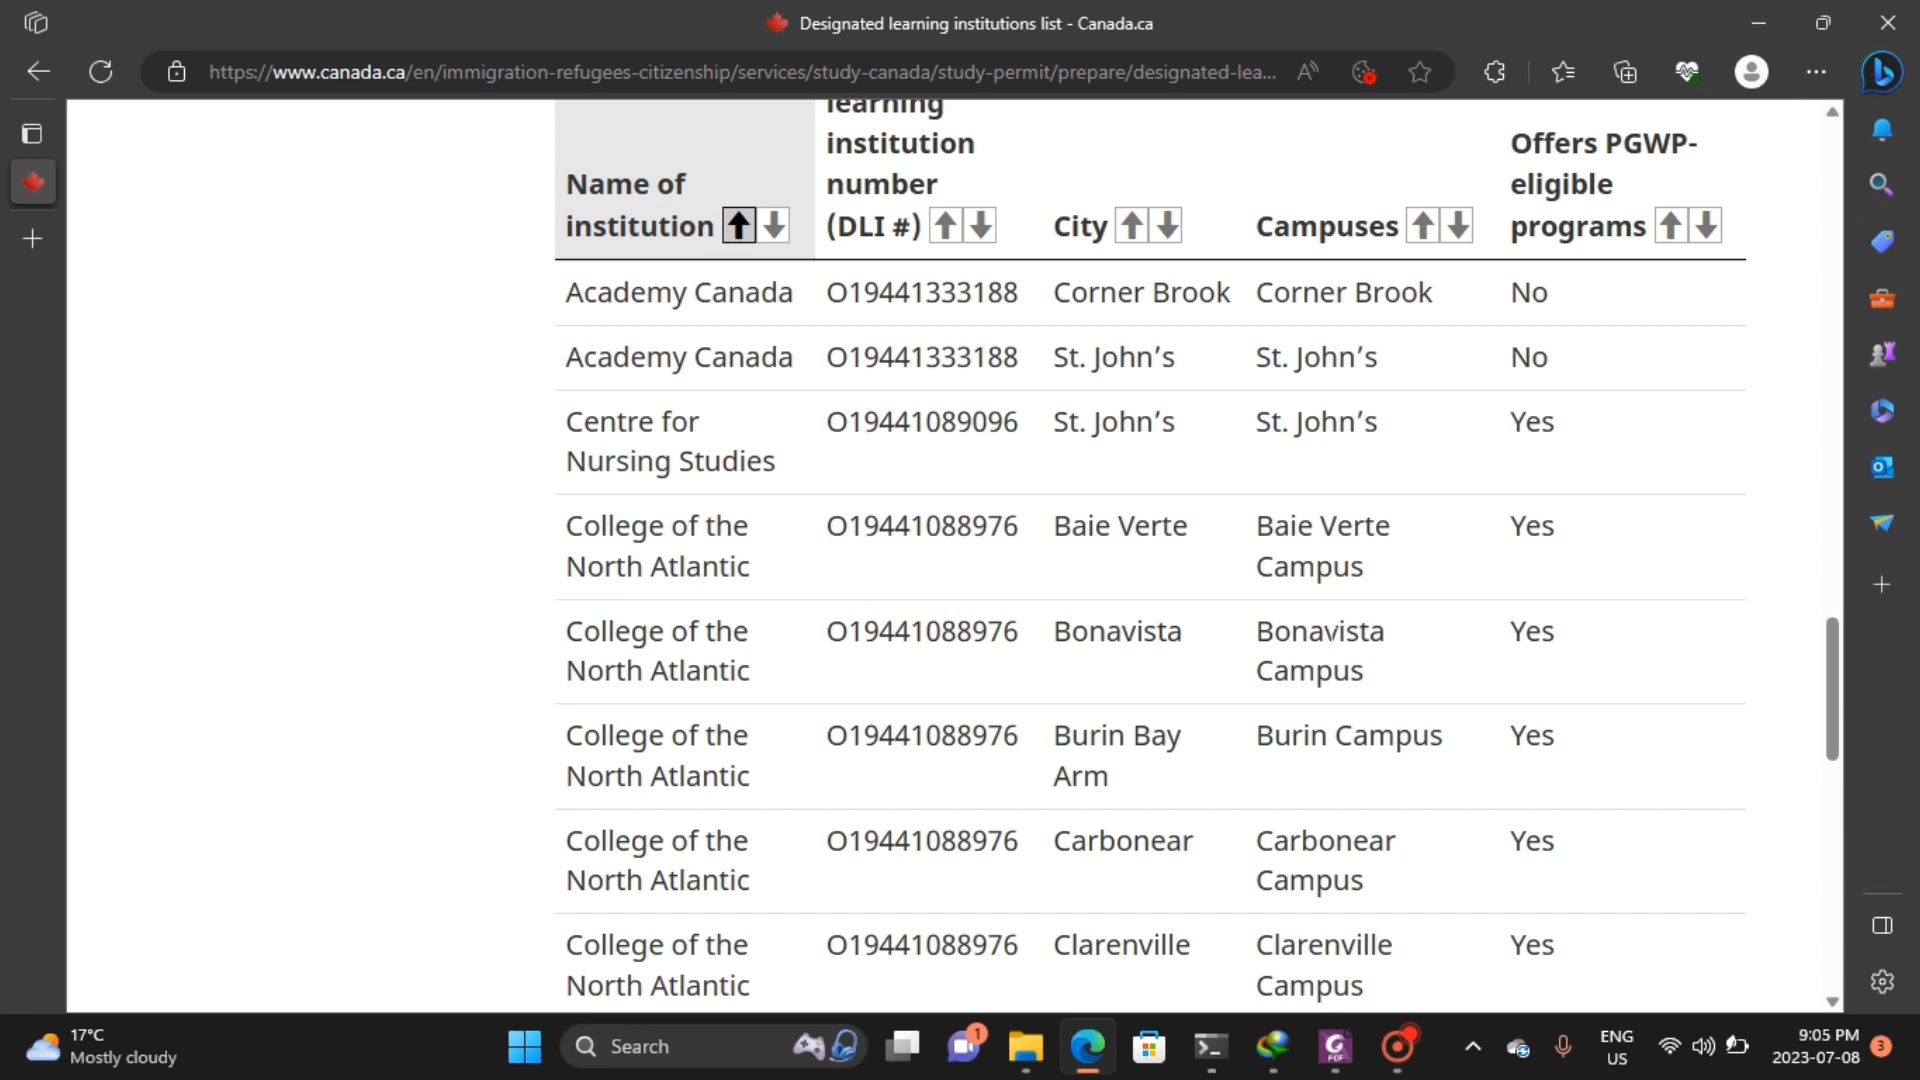 Designated learning institutions list - Canada.ca
https://www.canada.ca/en/immigration-refugees-citizenship/services/study-canada/study-permit/prepare/designated-lea...
learning
institution
number
(DLI #)
Name of
institution
City
Campuses
Offers PGWP-
eligible
programs
Academy Canada O19441333188 Corner Brook Corner Brook No
Academy Canada O19441333188 St. John’s St. John’s No
Centre for O19441089096 St. John’s St. John’s Yes
Nursing Studies
College of the O19441088976 Baie Verte Baie Verte Yes
North Atlantic Campus
College of the O19441088976 Bonavista Bonavista Yes
North Atlantic Campus
College of the O19441088976 Burin Bay Burin Campus Yes
North Atlantic Arm
College of the O19441088976 Carbonear Carbonear Yes
North Atlantic Campus
College of the O19441088976 Clarenville Clarenville Yes
North Atlantic Campus
17°C
Mostly cloudy
Search
1
ENG
US
9:05 PM
2023-07-08
3